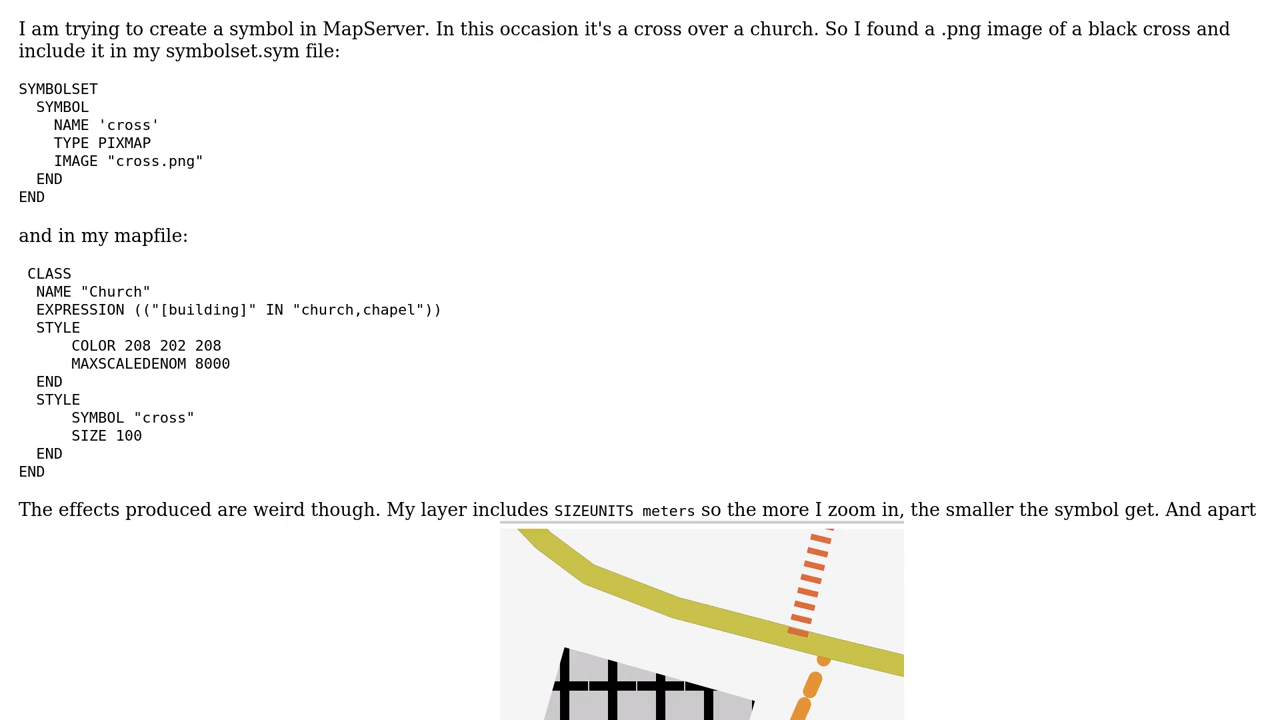 I am trying to create a symbol in MapServer. In this occasion it's a cross over a church. So I found a .png image of a black cross and
include it in my symbolset.sym file:
SYMBOLSET
SYMBOL
NAME 'cross'
TYPE PIXMAP
IMAGE "cross.png"
END
END
and in my mapfile:
CLASS
NAME "Church"
EXPRESSION (("[building]" IN "church,chapel"))
STYLE
COLOR 208 202 208
MAXSCALEDENOM 8000
END
STYLE
SYMBOL "cross"
SIZE 100
END
END
The effects produced are weird though. My layer includes SIZEUNITS meters so the more I zoom in, the smaller the symbol get. And apart